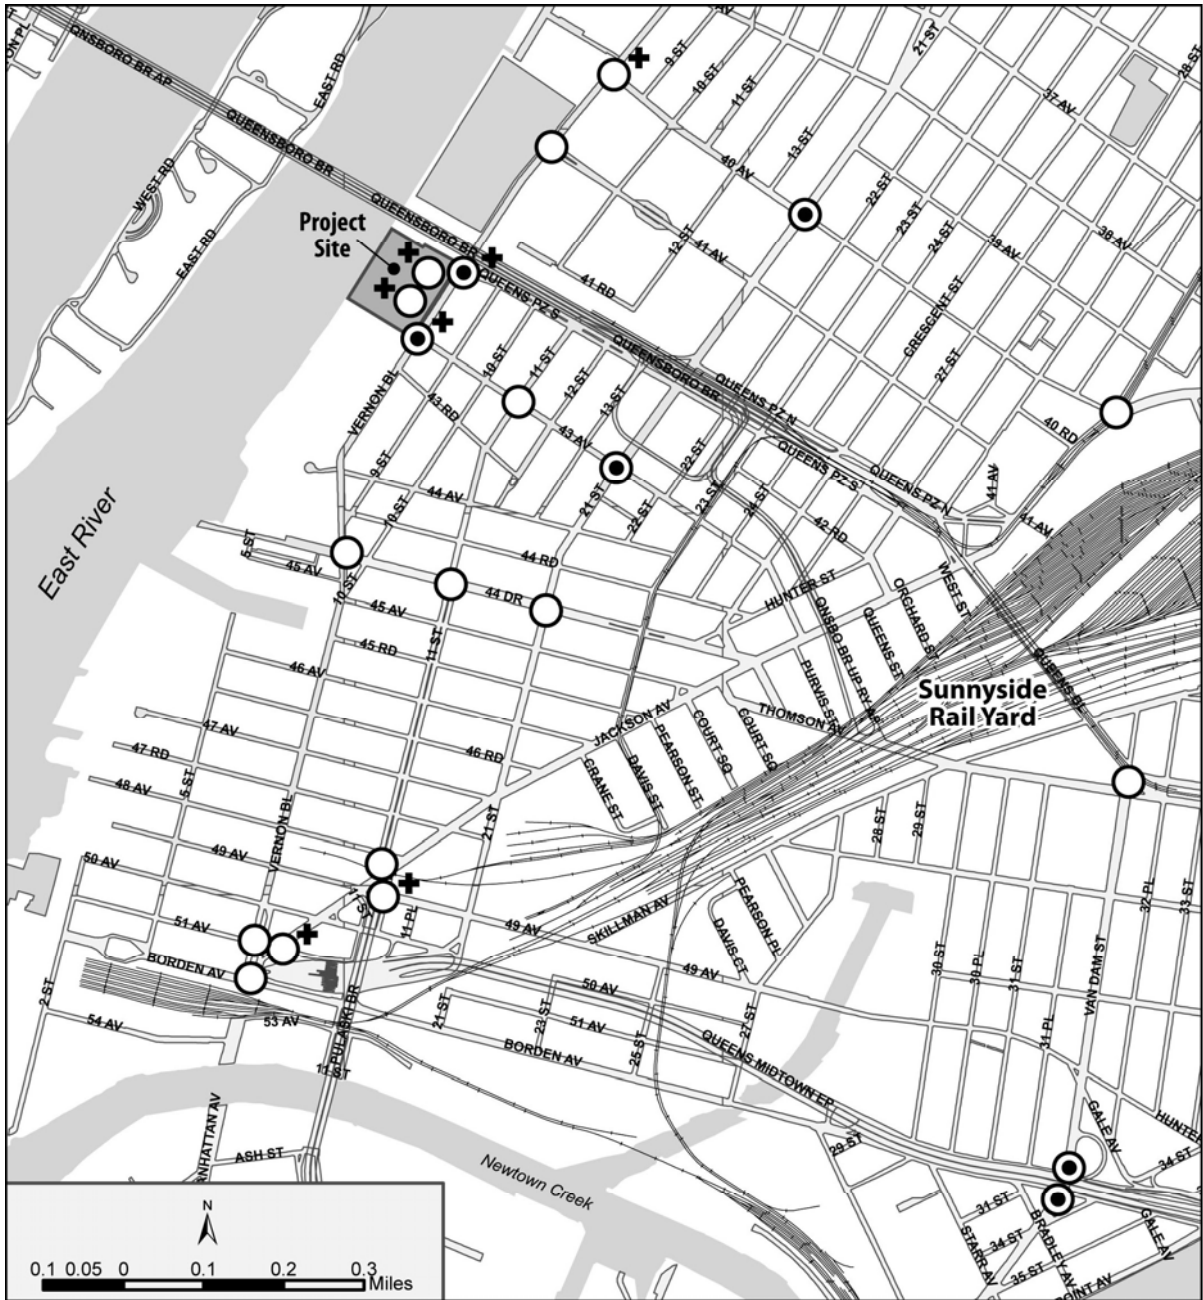 QNSBORO BR AP
EAST RD
9 ST
10 ST
11 ST
40 AV
21 ST
28 ST
37 AV
13 ST
QUEENSBORO BR
WEST RD
EAST RD
QUEENSBORO BR
Project
Site
22 ST
23 ST
24 ST
39 AV
38 AV
12 ST
41 AV
41 RD
QUEENS PZ S
CRESCENT ST
27 ST
QUEENSBORO BR
QUEENS PZ N
10 ST
11 ST
12 ST
13 ST
VERNON BL
43 RD
43 AV
9 ST
10 ST
21 ST
22 ST
22 ST
23 ST
24 ST
QUEENS PZ S
QUEENS PZ N
40 RD
41 AV
41 AV
42 RD
44 AV
44 RD
5 ST
45 AV
10 ST
44 DR
HUNTER ST
WEST ST
ORCHARD ST
QUEENS ST
QNSBO BR UP RY AP
PURVIS ST
East River
45 AV
45 RD
11 ST
46 AV
QUEENS BL
Sunnyside
Rail Yard
JACKSON AV
THOMSON AV
COURT SQ
COURT SQ
PEARSON ST
DAVIS ST
CRANE ST
47 AV
47 RD
46 RD
48 AV
5 ST
VERNON BL
21 ST
28 ST
29 ST
49 AV
50 AV
11 PL
49 AV
SKILLMAN AV
PEARSON PL
DAVIS CT
32 PL
33 ST
51 AV
BORDEN AV
49 AV
30 ST
30 PL
31 ST
VAN DAM ST
2 ST
54 AV
53 AV
PULASKI BR
11 ST
21 ST
23 ST
50 AV
51 AV
25 ST
27 ST
BORDEN AV
QUEENS MIDTOWN EP
31 PL
GALE AV
34 ST
29 ST
ASH ST
Newtown Creek
31 ST
34 ST
35 ST
STARR AV
BRADLEY AV
GALE AV
N
0.1 0.05 0 0.1 0.2 0.3
Miles